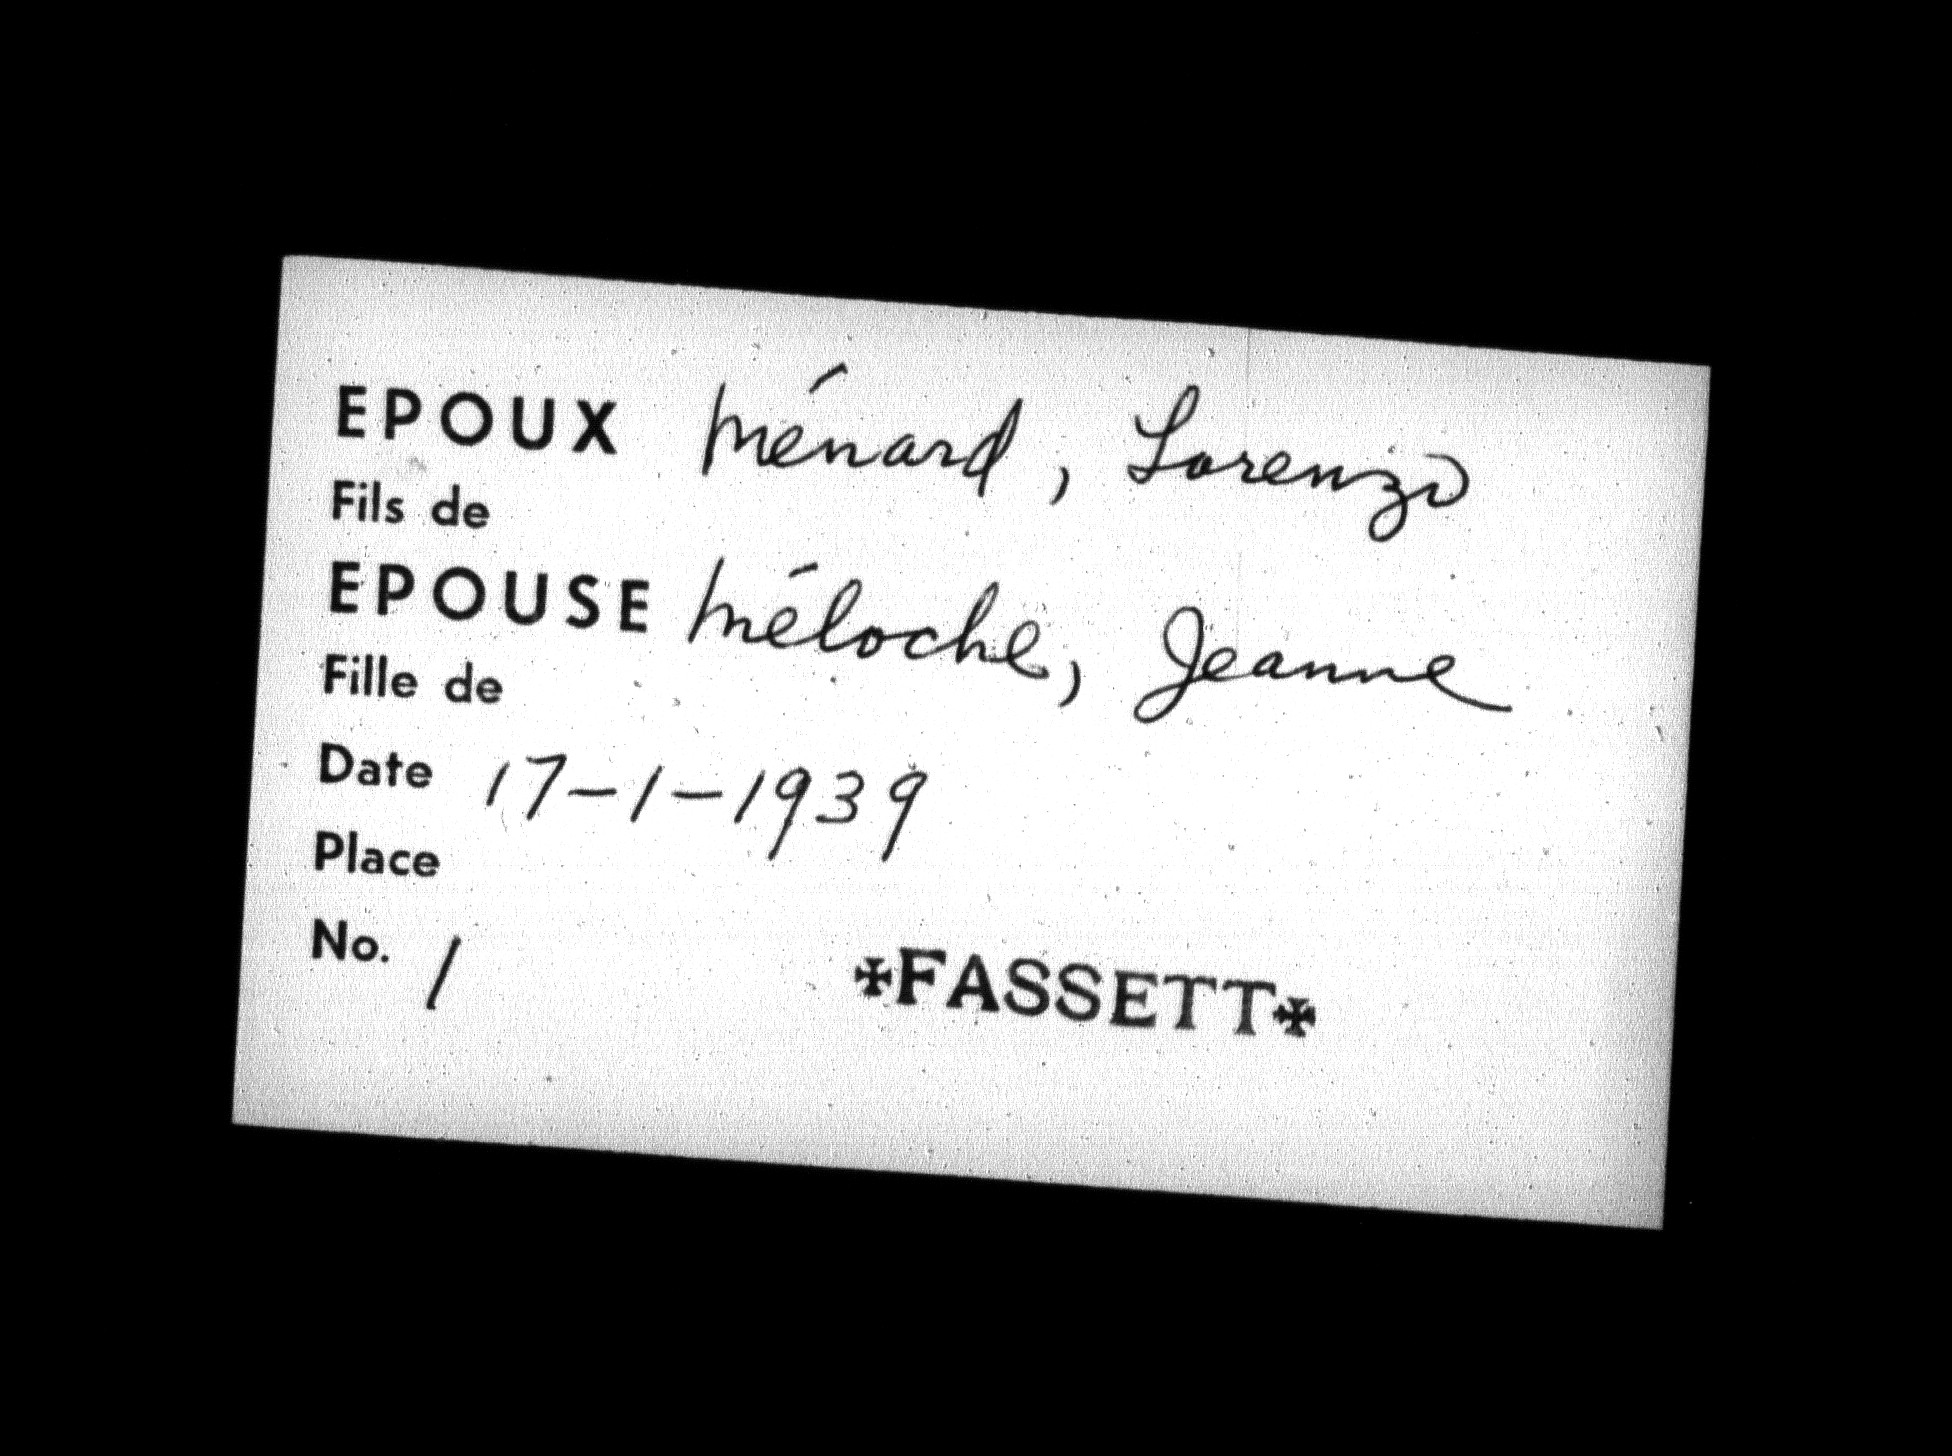 EPOUX Ménard, Lorenzo
Fils de
EPOUSE Méloche, Jeanne
Fille de
Date 17-1-1939
Place
No. 1
✠FASSETT✠